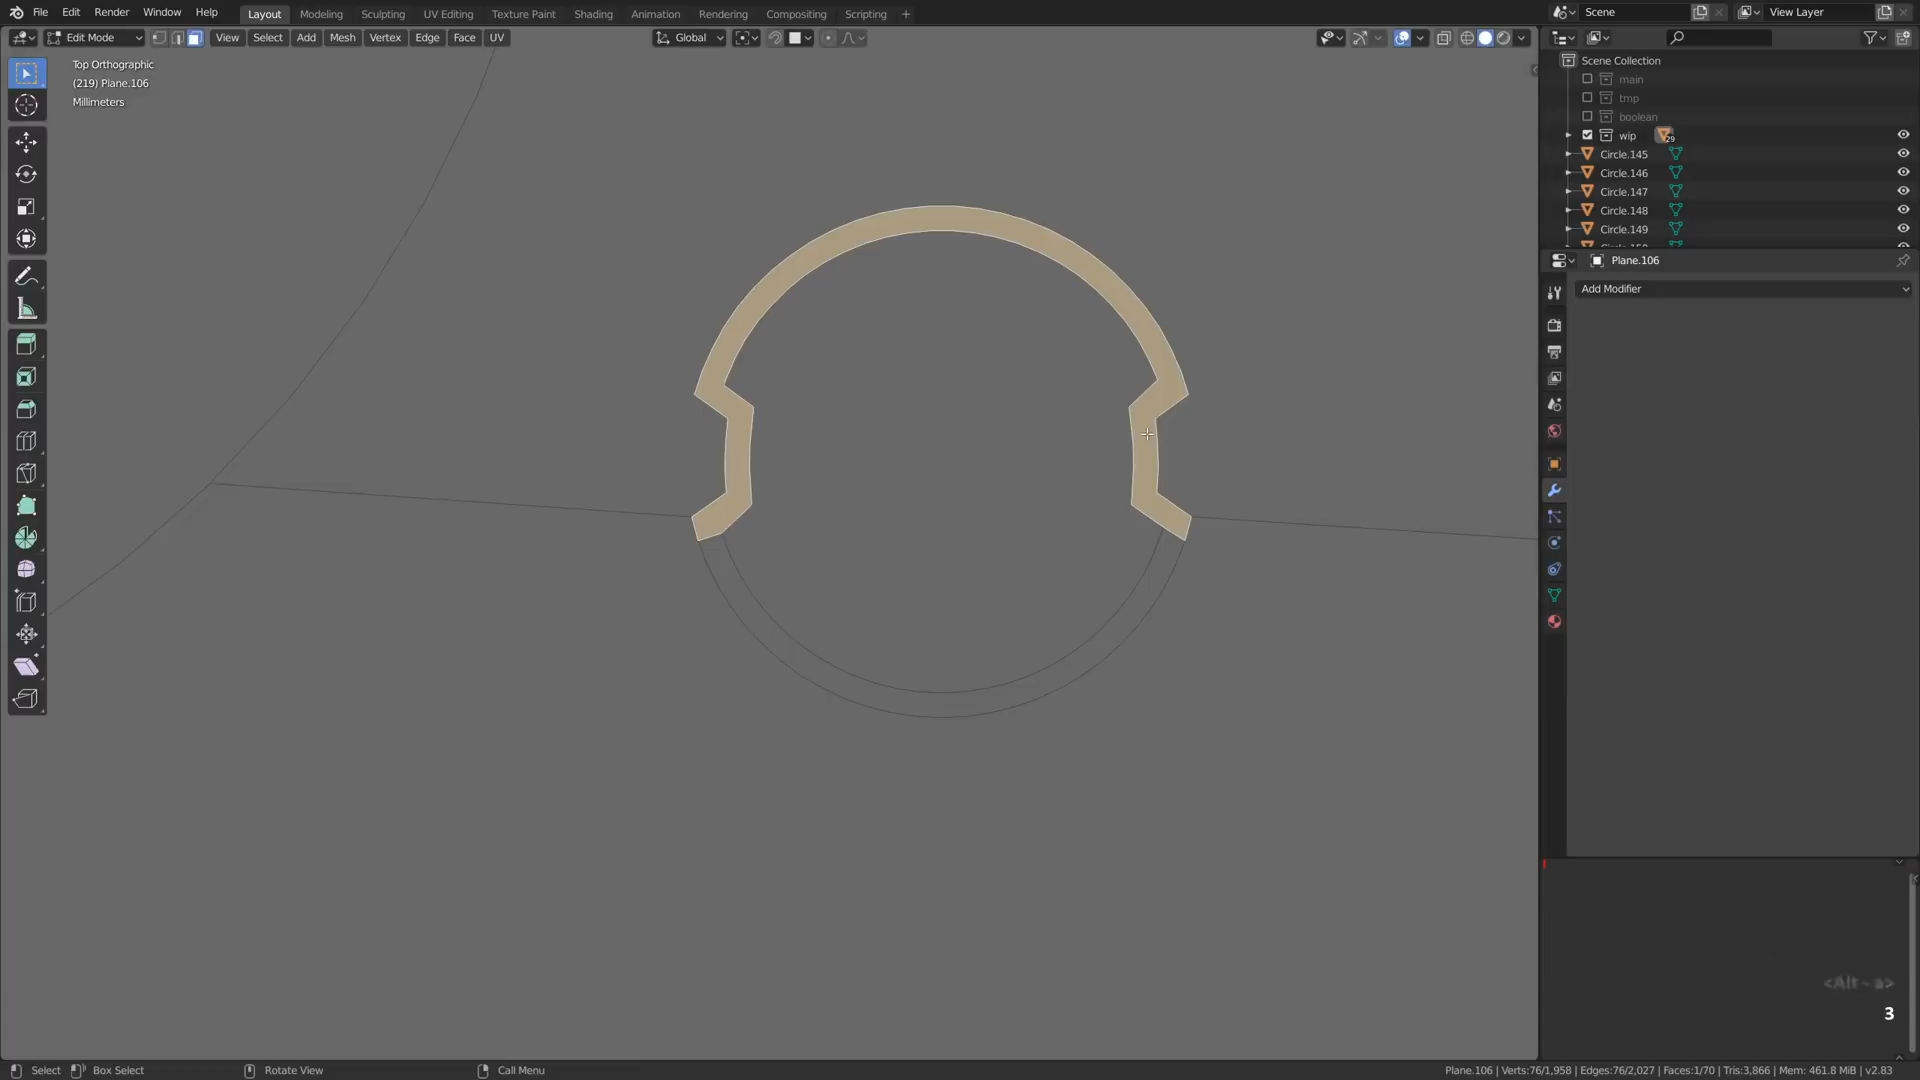 File Edit Render Window Help Layout Modeling Sculpting UV Editing Texture Paint Shading Animation Rendering Compositing Scripting + Scene View Layer
Edit Mode View Select Add Mesh Vertex Edge Face UV Global
Top Orthographic
(219) Plane.106
Millimeters
Scene Collection
main
tmp
boolean
wip 29
Circle.145
Circle.146
Circle.147
Circle.148
Circle.149
Circle.150
Plane.106
Add Modifier
<Alt - a>
3
Select Box Select Rotate View Call Menu Plane.106 | Verts:76/1,958 | Edges:76/2,027 | Faces:1/70 | Tris:3,866 | Mem: 461.8 MiB | v2.83